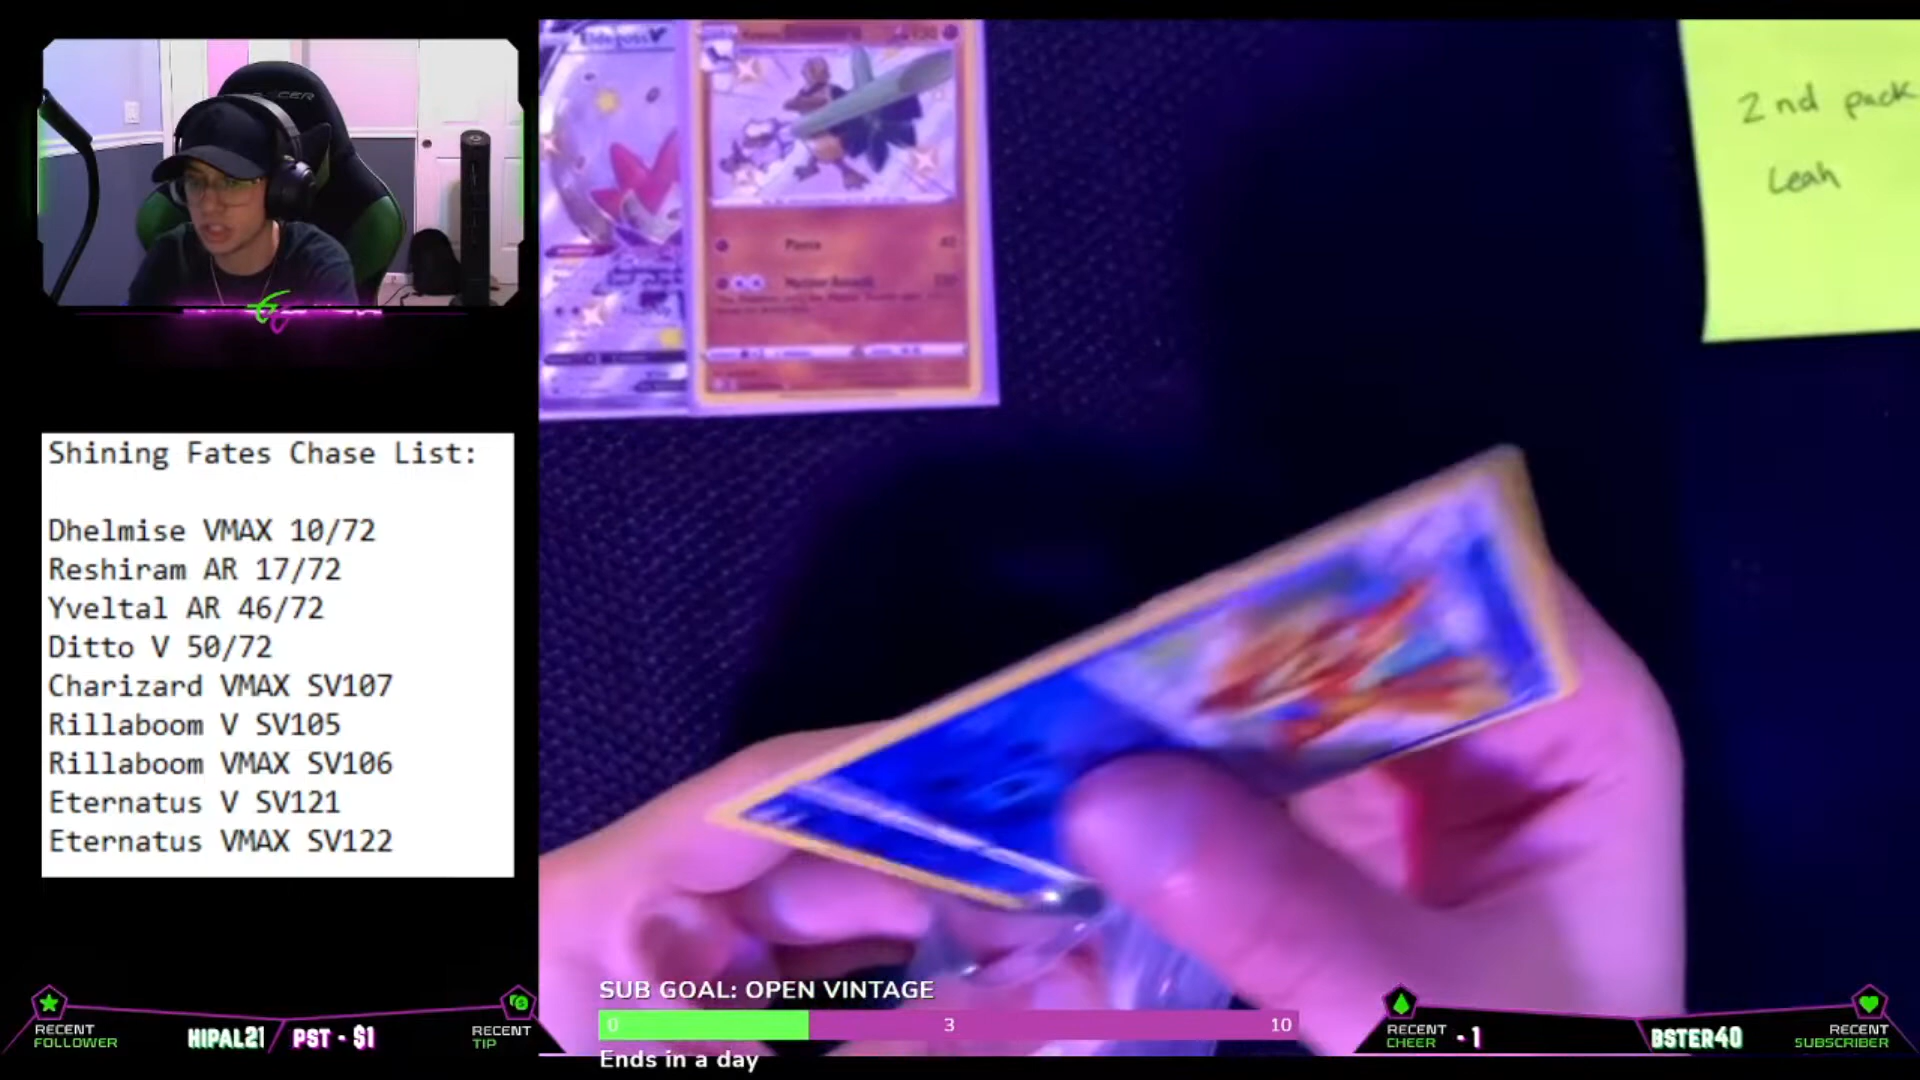 Eldegoss V
2nd pack
Leah
Shining Fates Chase List:
Dhelmise VMAX 10/72
Reshiram AR 17/72
Yveltal AR 46/72
Ditto V 50/72
Charizard VMAX SV107
Rillaboom V SV105
Rillaboom VMAX SV106
Eternatus V SV121
Eternatus VMAX SV122
SUB GOAL: OPEN VINTAGE
0 3 10
Ends in a day
RECENT FOLLOWER
HIPAL21
PST - $1
RECENT TIP
RECENT CHEER
- 1
BSTER40
RECENT SUBSCRIBER